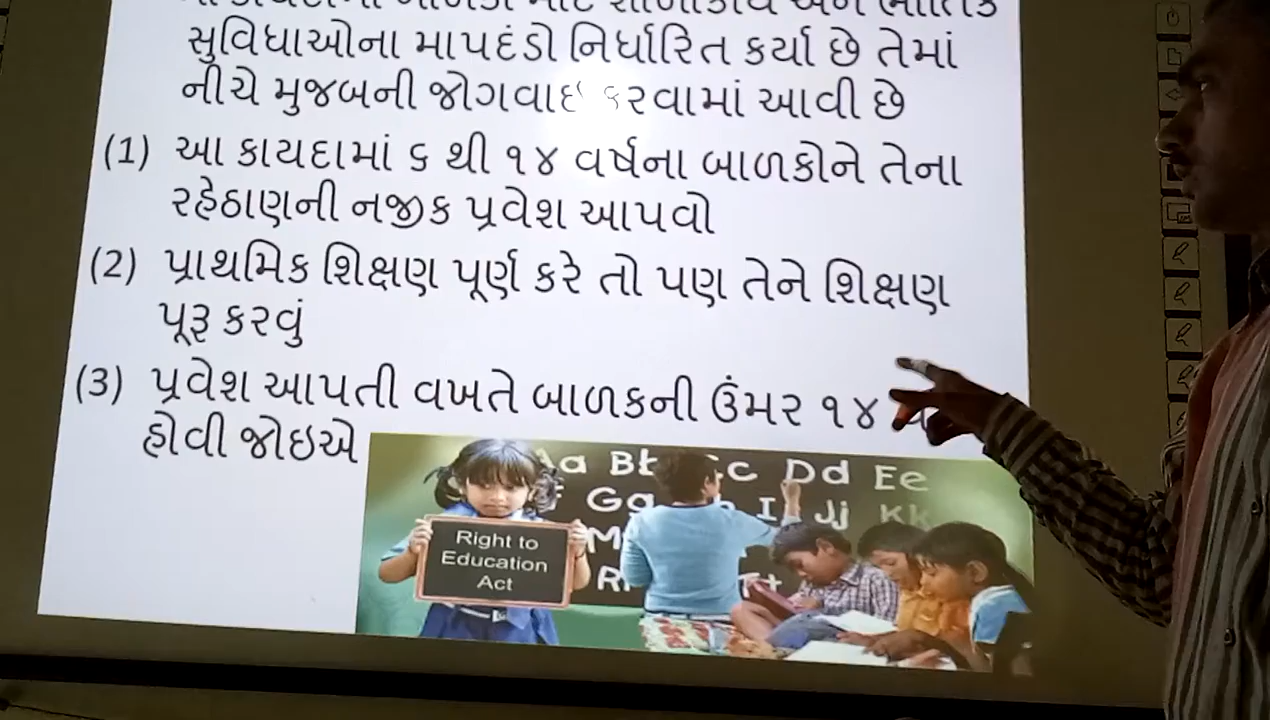 સુવિધાઓના માપદંડો નિર્ધારિત કર્યા છે તેમાં
નીચે મુજબની જોગવાઈ કરવામાં આવી છે
(1) આ કાયદામાં ૬ થી ૧૪ વર્ષના બાળકોને તેના
રહેઠાણની નજીક પ્રવેશ આપવો
(2) પ્રાથમિક શિક્ષણ પૂર્ણ કરે તો પણ તેને શિક્ષણ
પૂરૂ કરવું
(3) પ્રવેશ આપતી વખતે બાળકની ઉંમર ૧૪
હોવી જોઇએ
Aa Bb Cc Dd Ee
Jj Kk
Right to
Education
Act